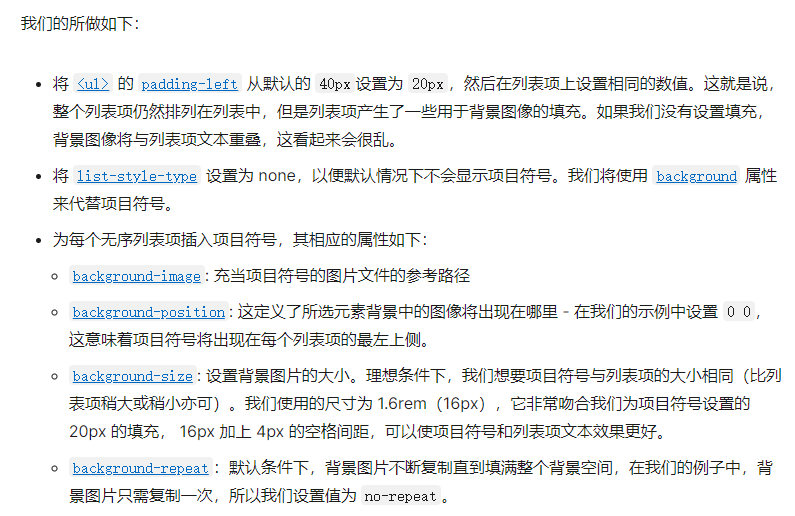 我们的所做如下：
将 <ul> 的 padding-left 从默认的 40px 设置为 20px，然后在列表项上设置相同的数值。这就是说，
整个列表项仍然排列在列表中，但是列表项产生了一些用于背景图像的填充。如果我们没有设置填充，
背景图像将与列表项文本重叠，这看起来会很乱。
将 list-style-type 设置为 none，以便默认情况下不会显示项目符号。我们将使用 background 属性
来代替项目符号。
为每个无序列表项插入项目符号，其相应的属性如下：
background-image: 充当项目符号的图片文件的参考路径
background-position: 这定义了所选元素背景中的图像将出现在哪里 - 在我们的示例中设置 0 0，
这意味着项目符号将出现在每个列表项的最左上侧。
background-size: 设置背景图片的大小。理想条件下，我们想要项目符号与列表项的大小相同（比列
表项稍大或稍小亦可）。我们使用的尺寸为 1.6rem（16px），它非常吻合我们为项目符号设置的
20px 的填充， 16px 加上 4px 的空格间距，可以使项目符号和列表项文本效果更好。
background-repeat：默认条件下，背景图片不断复制直到填满整个背景空间，在我们的例子中，背
景图片只需复制一次，所以我们设置值为 no-repeat。